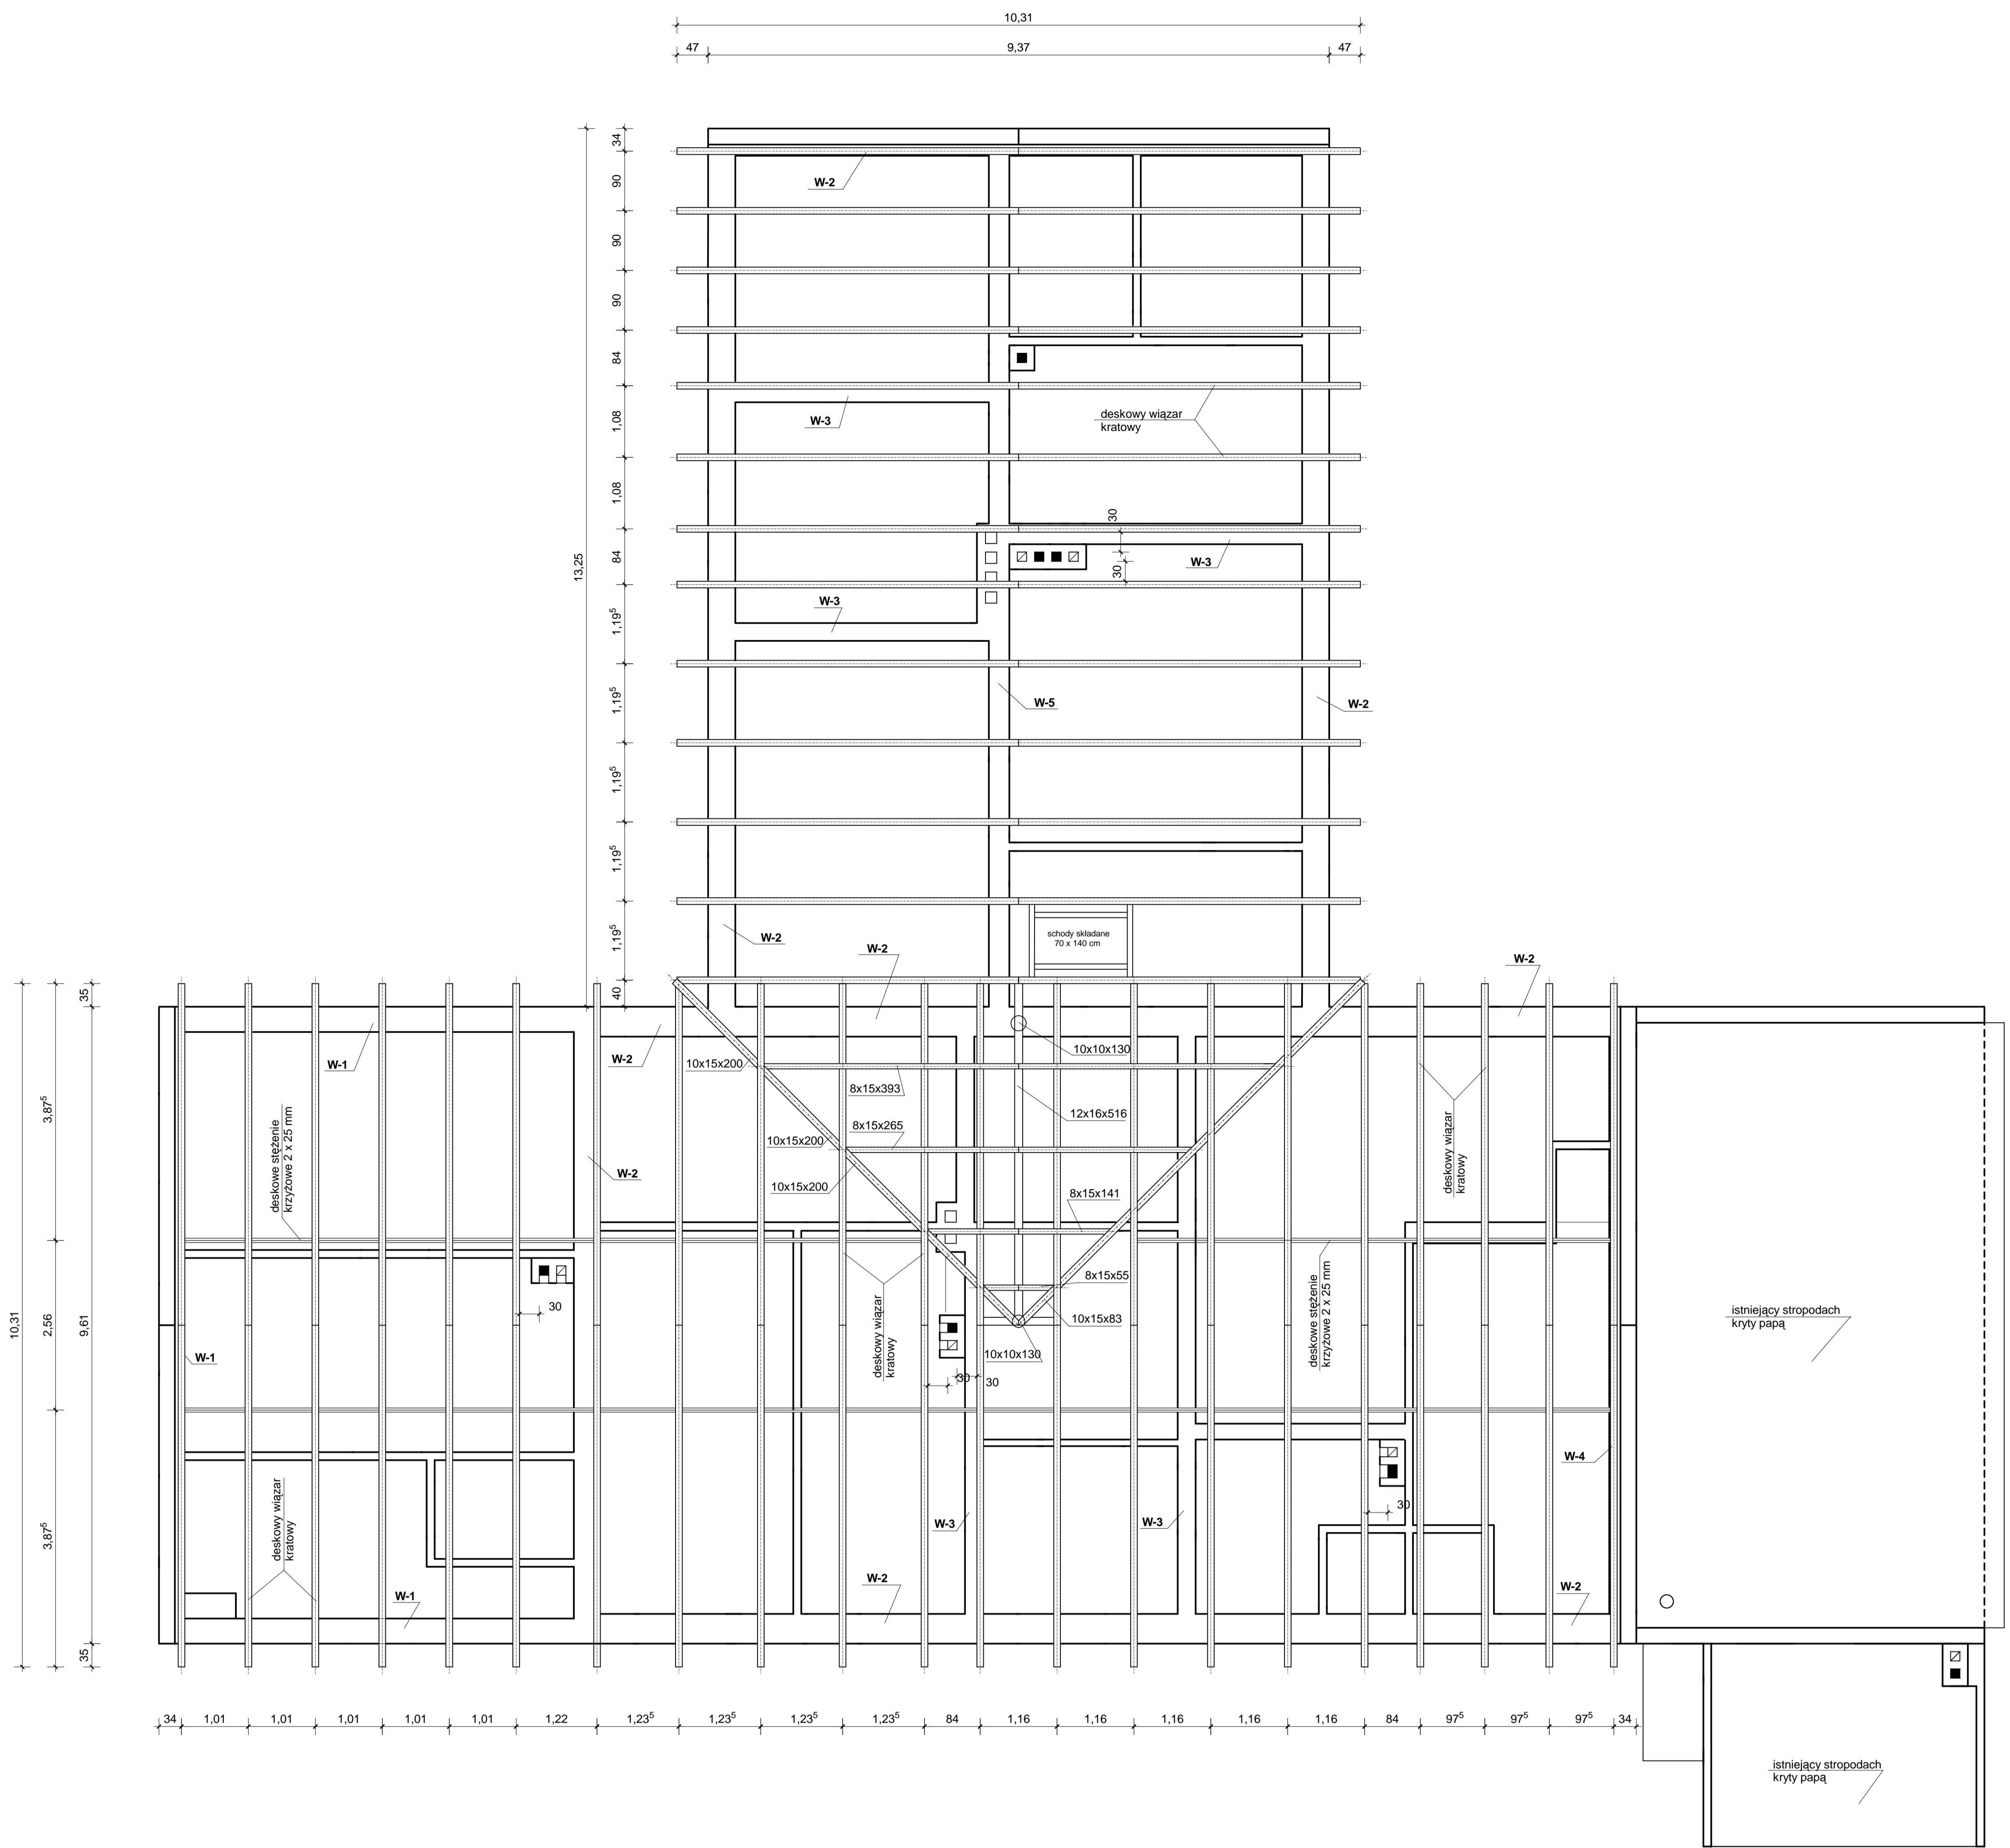 10,31
47
9,37
47
34
90
90
90
84
1,08
1,08
84
1,19⁵
1,19⁵
1,19⁵
1,19⁵
1,19⁵
40
13,25
W-2
W-3
deskowy wiązar
kratowy
30
30
W-3
W-3
W-5
W-2
W-2
W-2
schody składane
70 x 140 cm
W-2
35
9,61
35
10,31
3,87⁵
2,56
3,87⁵
W-1
W-2
10x15x200
10x10x130
8x15x393
12x16x516
8x15x265
10x15x200
10x15x200
8x15x141
8x15x55
10x15x83
10x10x130
deskowe stężenie
krzyżowe 2 x 25 mm
W-2
deskowy wiązar
kratowy
30
W-1
deskowy wiązar
kratowy
30
30
deskowe stężenie
krzyżowe 2 x 25 mm
istniejący stropodach
kryty papą
W-4
30
deskowy wiązar
kratowy
W-3
W-3
W-1
W-2
W-2
34
1,01
1,01
1,01
1,01
1,01
1,22
1,23⁵
1,23⁵
1,23⁵
1,23⁵
84
1,16
1,16
1,16
1,16
1,16
84
97⁵
97⁵
97⁵
34
istniejący stropodach
kryty papą